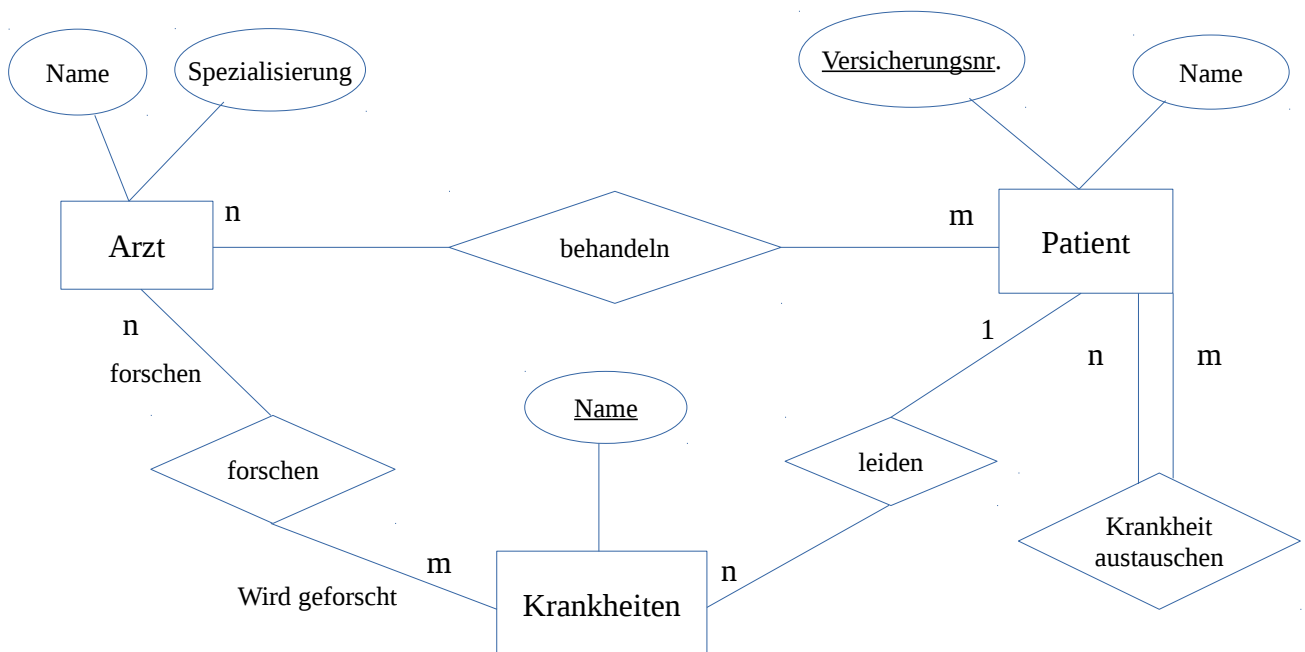 Name
Spezialisierung
Versicherungsnr.
Name
Arzt
n
behandeln
m
Patient
n
forschen
1
n
m
Name
forschen
leiden
Krankheit
austauschen
m
Wird geforscht
n
Krankheiten